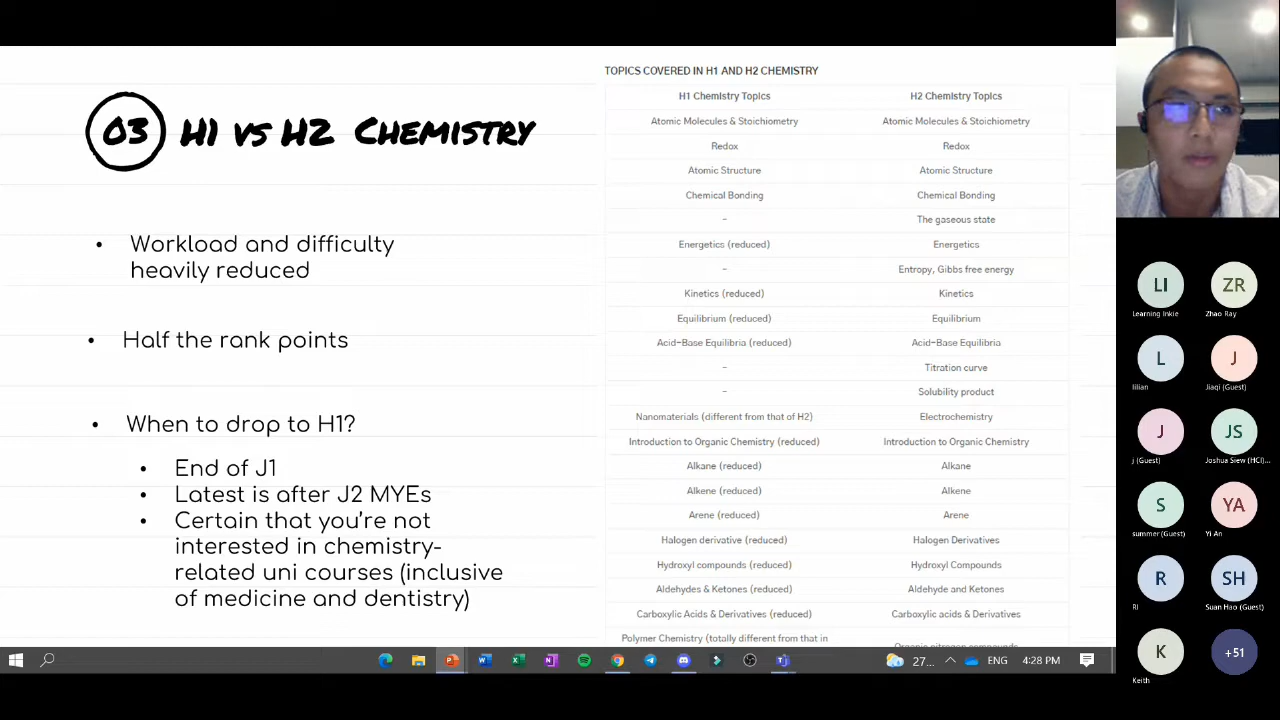 03 H1 vs H2 Chemistry
• Workload and difficulty
heavily reduced
• Half the rank points
• When to drop to H1?
• End of J1
• Latest is after J2 MYEs
• Certain that you're not
interested in chemistry-
related uni courses (inclusive
of medicine and dentistry)
TOPICS COVERED IN H1 AND H2 CHEMISTRY
H1 Chemistry Topics H2 Chemistry Topics
Atomic Molecules & Stoichiometry Atomic Molecules & Stoichiometry
Redox Redox
Atomic Structure Atomic Structure
Chemical Bonding Chemical Bonding
– The gaseous state
Energetics (reduced) Energetics
– Entropy, Gibbs free energy
Kinetics (reduced) Kinetics
Equilibrium (reduced) Equilibrium
Acid-Base Equilibria (reduced) Acid-Base Equilibria
– Titration curve
– Solubility product
Nanomaterials (different from that of H2) Electrochemistry
Introduction to Organic Chemistry (reduced) Introduction to Organic Chemistry
Alkane (reduced) Alkane
Alkene (reduced) Alkene
Arene (reduced) Arene
Halogen derivative (reduced) Halogen Derivatives
Hydroxyl compounds (reduced) Hydroxyl Compounds
Aldehydes & Ketones (reduced) Aldehyde and Ketones
Carboxylic Acids & Derivatives (reduced) Carboxylic acids & Derivatives
Polymer Chemistry (totally different from that in
27... ENG 4:28 PM
LI ZR
Learning Inkie Zhao Ray
L J
lilian Jiaqi (Guest)
J JS
j (Guest) Joshua Siew (HCI)...
S YA
summer (Guest) Yi An
R SH
RI Suan Hao (Guest)
K +51
Keith